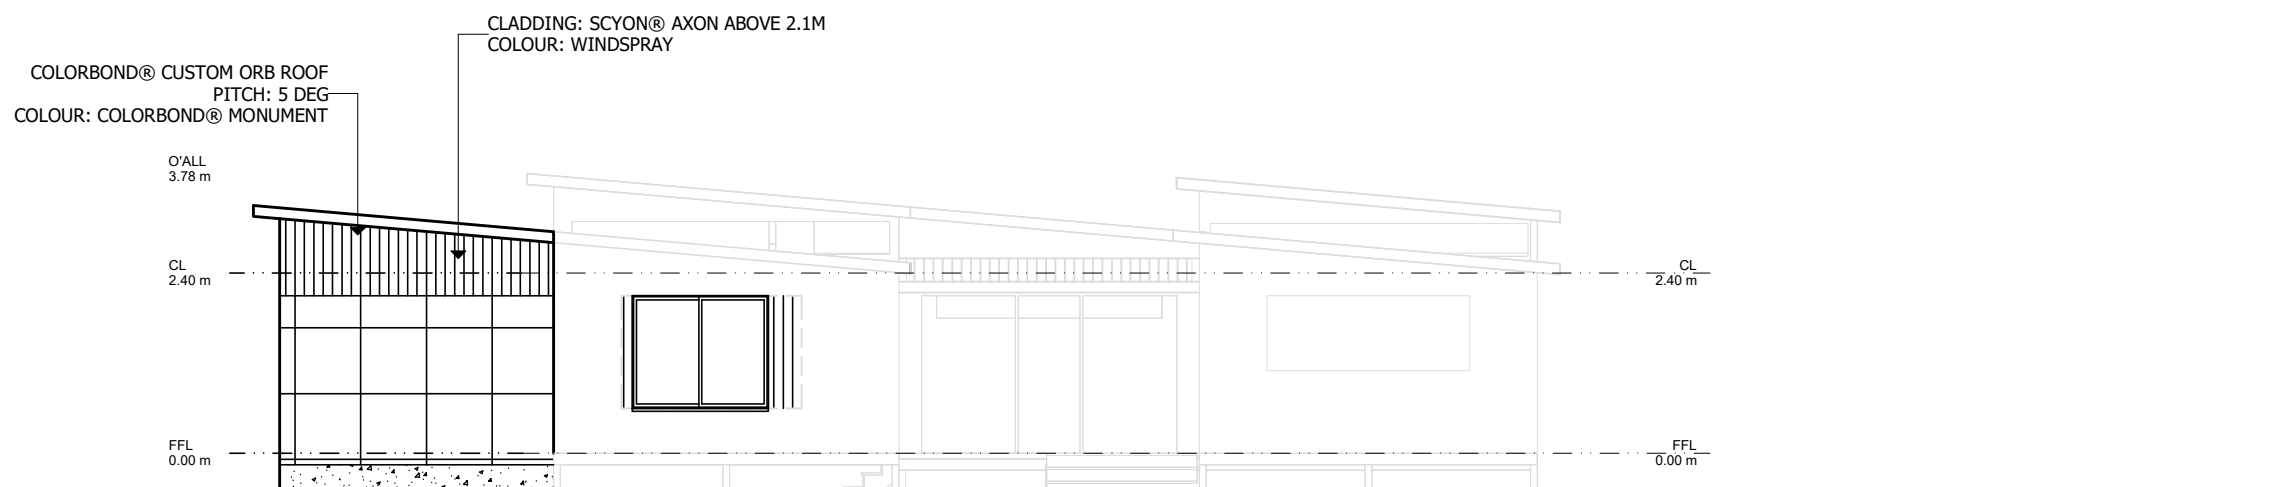 CLADDING: SCYON® AXON ABOVE 2.1M
COLOUR: WINDSPRAY
COLORBOND® CUSTOM ORB ROOF
PITCH: 5 DEG
COLOUR: COLORBOND® MONUMENT
O'ALL
3.78 m
CL
2.40 m
CL
2.40 m
FFL
0.00 m
FFL
0.00 m